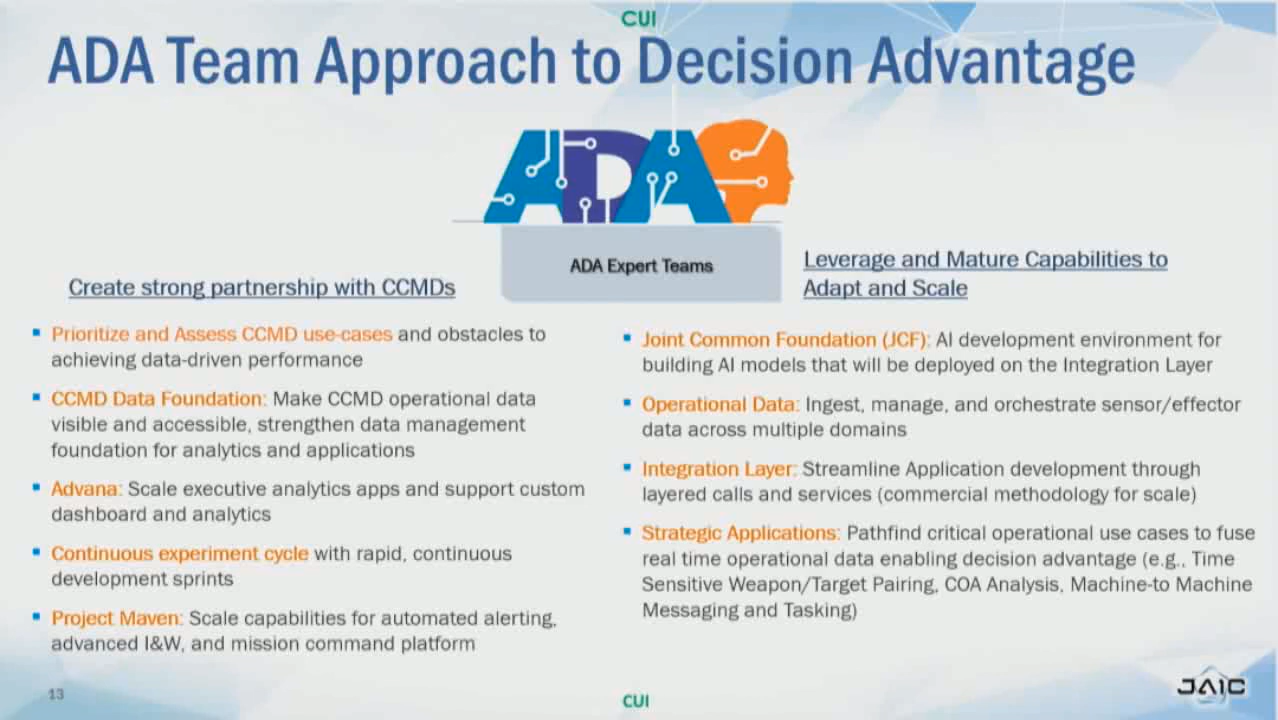 CUI
ADA Team Approach to Decision Advantage
ADA
ADA Expert Teams
Create strong partnership with CCMDs
Prioritize and Assess CCMD use-cases and obstacles to
achieving data-driven performance
CCMD Data Foundation: Make CCMD operational data
visible and accessible, strengthen data management
foundation for analytics and applications
Advana: Scale executive analytics apps and support custom
dashboard and analytics
Continuous experiment cycle with rapid, continuous
development sprints
Project Maven: Scale capabilities for automated alerting,
advanced I&W, and mission command platform
Leverage and Mature Capabilities to
Adapt and Scale
Joint Common Foundation (JCF): AI development environment for
building AI models that will be deployed on the Integration Layer
Operational Data: Ingest, manage, and orchestrate sensor/effector
data across multiple domains
Integration Layer: Streamline Application development through
layered calls and services (commercial methodology for scale)
Strategic Applications: Pathfind critical operational use cases to fuse
real time operational data enabling decision advantage (e.g., Time
Sensitive Weapon/Target Pairing, COA Analysis, Machine-to Machine
Messaging and Tasking)
13
CUI
JAIC